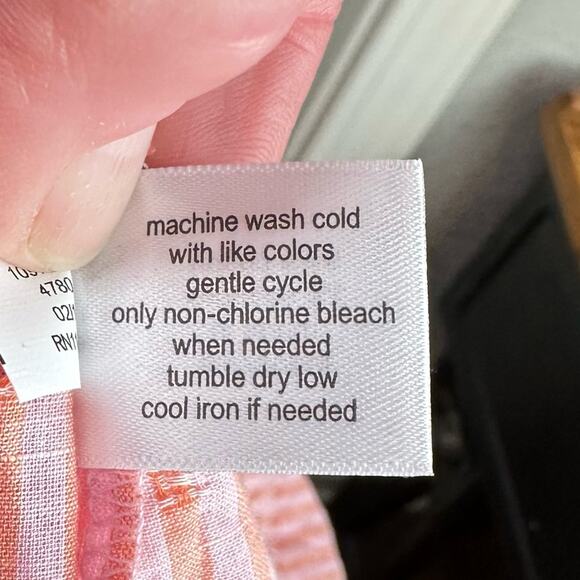 machine wash cold
with like colors
gentle cycle
only non-chlorine bleach
when needed
tumble dry low
cool iron if needed
4780